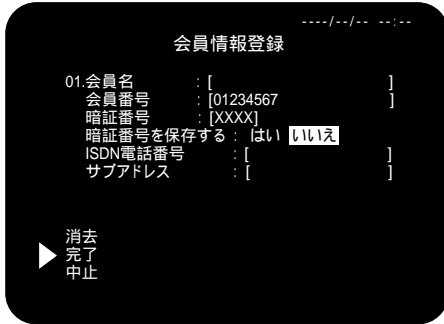 ----/--/-- --:--
会員情報登録
01.会員名 : [ ]
会員番号 : [01234567 ]
暗証番号 : [XXXX]
暗証番号を保存する : はい いいえ
ISDN電話番号 : [ ]
サブアドレス : [ ]
消去
完了
中止